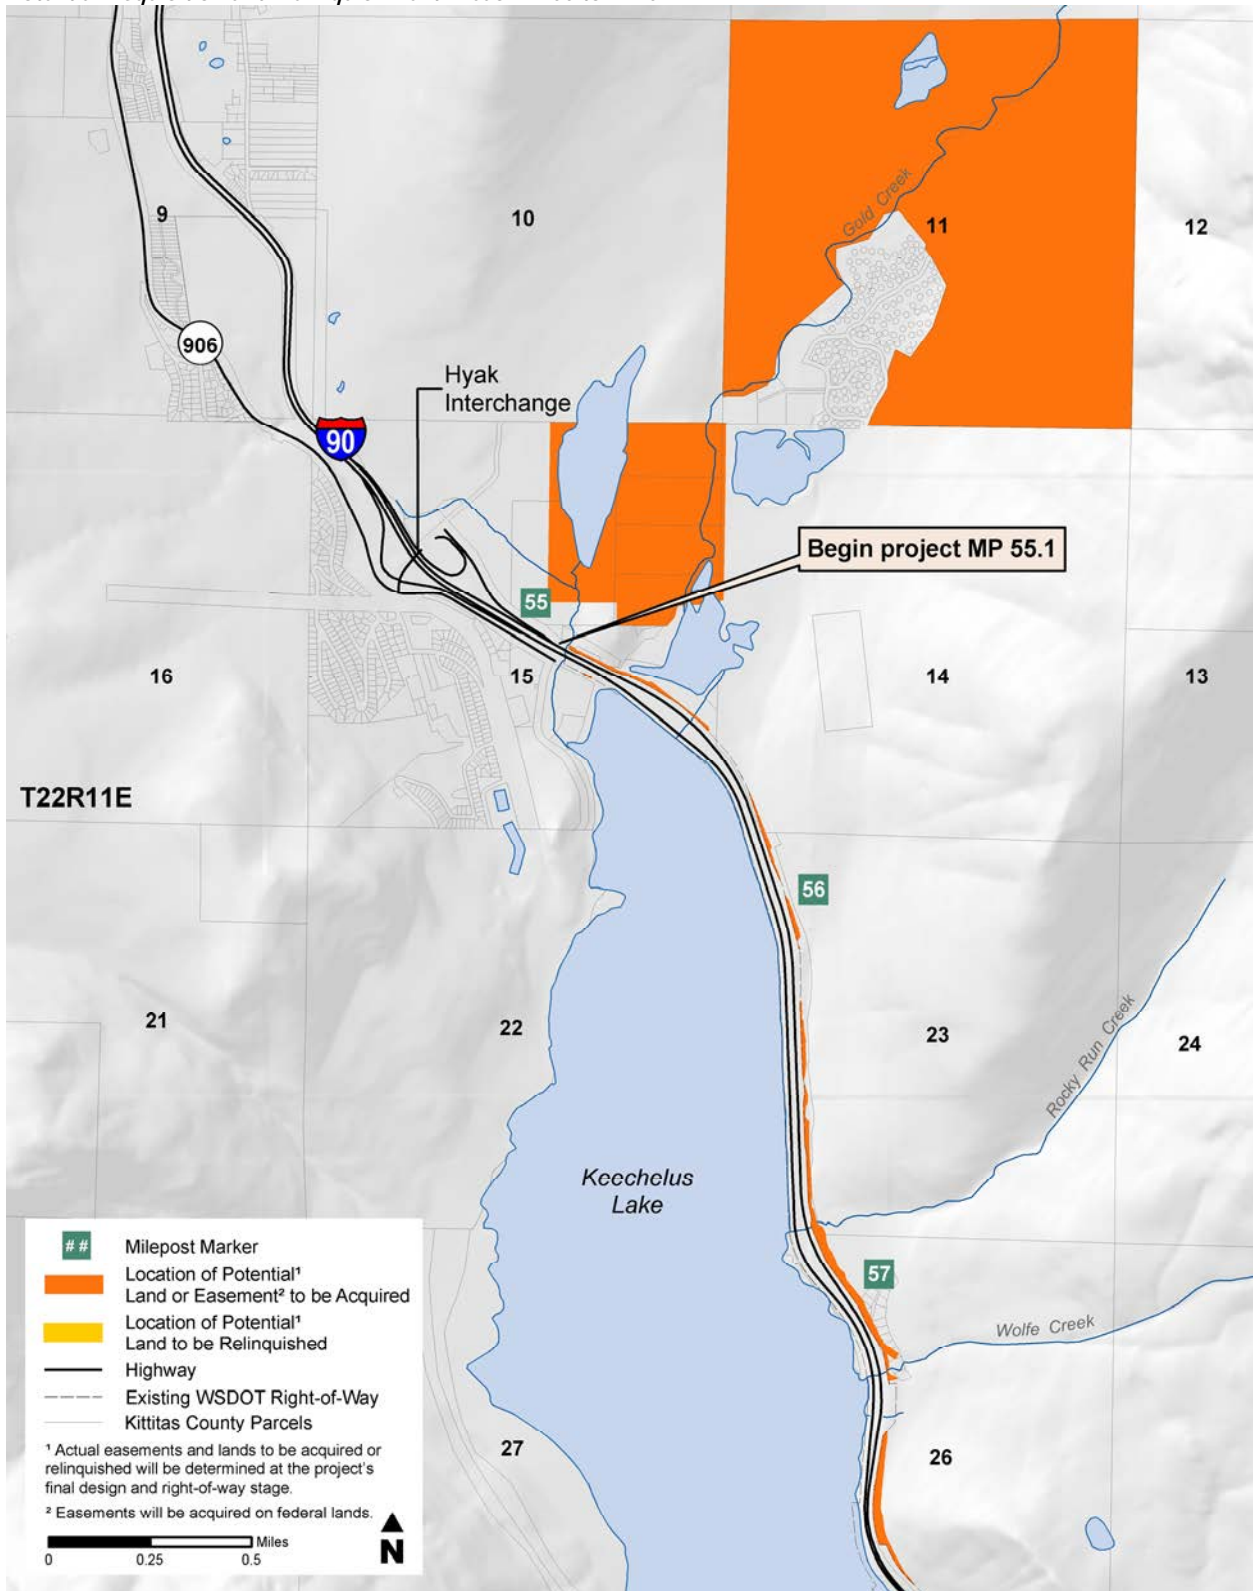 Gold Creek
9
10
11
12
906
Hyak
Interchange
90
Begin project MP 55.1
55
16
15
14
13
T22R11E
56
21
22
23
24
Rocky Run Creek
Keechelus
Lake
57
Wolfe Creek
27
26
## Milepost Marker
Location of Potential¹
Land or Easement² to be Acquired
Location of Potential¹
Land to be Relinquished
Highway
Existing WSDOT Right-of-Way
Kittitas County Parcels
¹ Actual easements and lands to be acquired or
relinquished will be determined at the project's
final design and right-of-way stage.
² Easements will be acquired on federal lands.
Miles
0 0.25 0.5
N